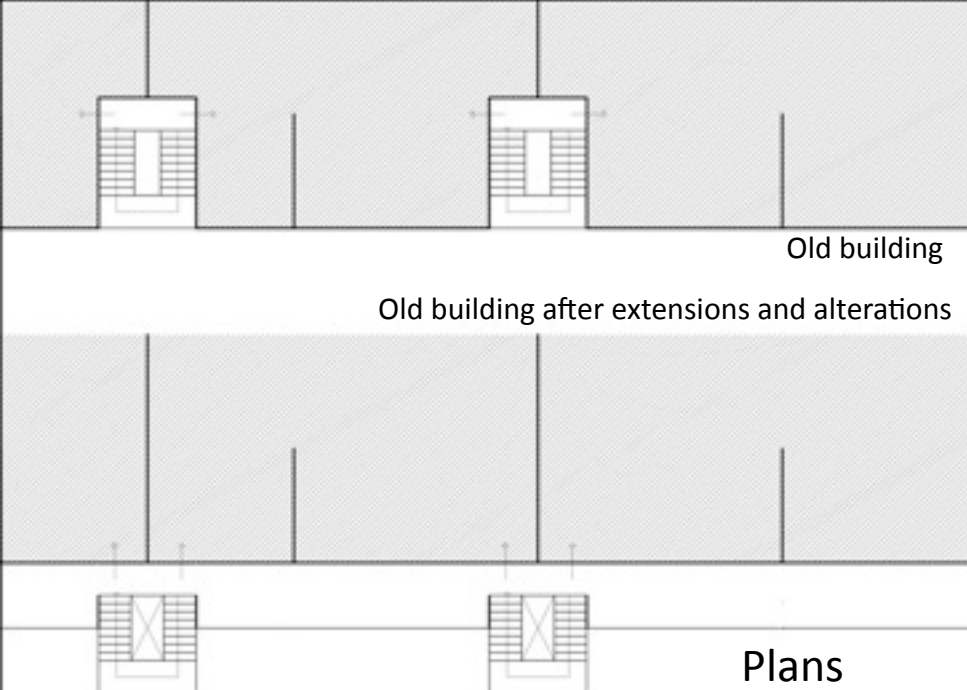 Old building
Old building after extensions and alterations
Plans